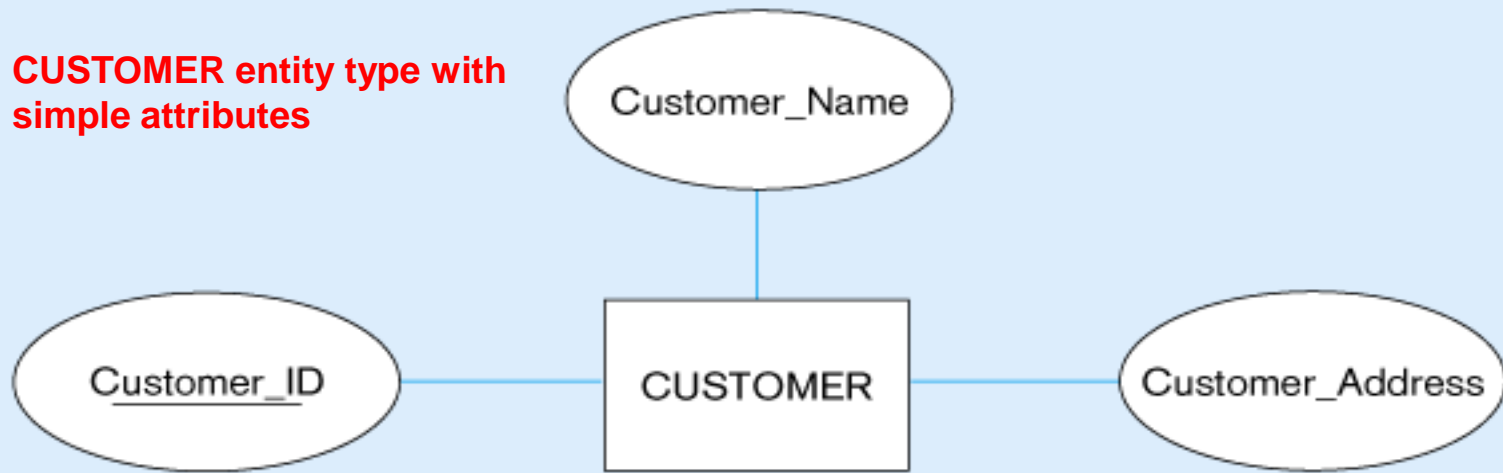 CUSTOMER entity type with
simple attributes
Customer_Name
Customer_ID
CUSTOMER
Customer_Address